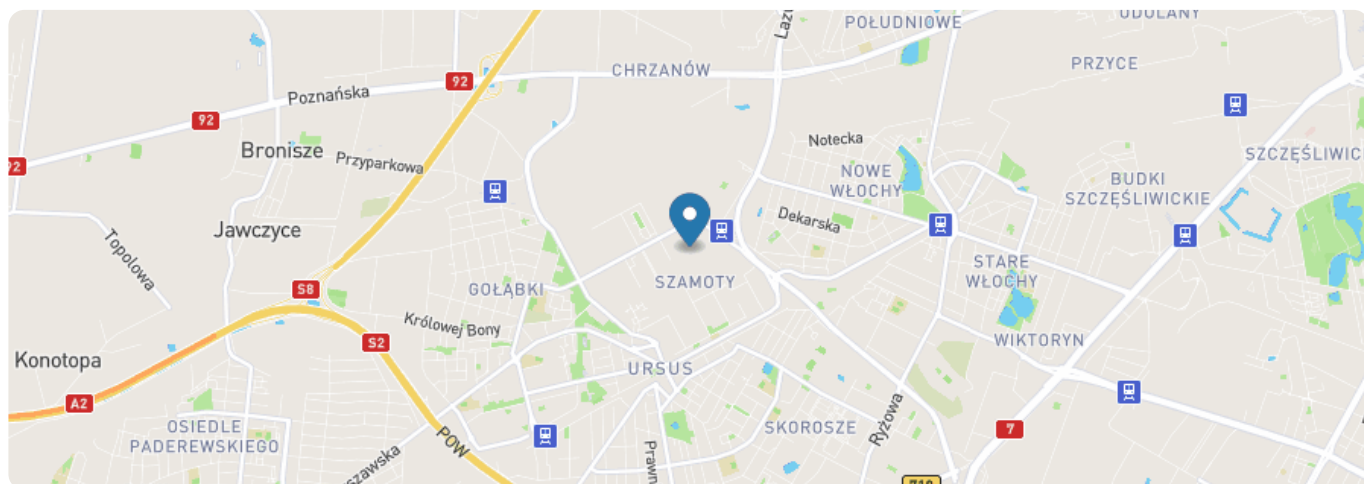 UDULANY
POŁUDNIOWE
PRZYCE
CHRZANÓW
92
Poznańska
92
92
Bronisze
Przyparkowa
Notecka
NOWE
WŁOCHY
SZCZĘŚLIWIC
BUDKI
SZCZĘŚLIWICKIE
Dekarska
Jawczyce
Topolowa
STARE
WŁOCHY
SZAMOTY
GOŁĄBKI
S8
Królowej Bony
S2
WIKTORYN
Konotopa
URSUS
A2
OSIEDLE
PADEREWSKIEGO
POW
SKOROSZE
Ryżowa
7
szawska
Prawn